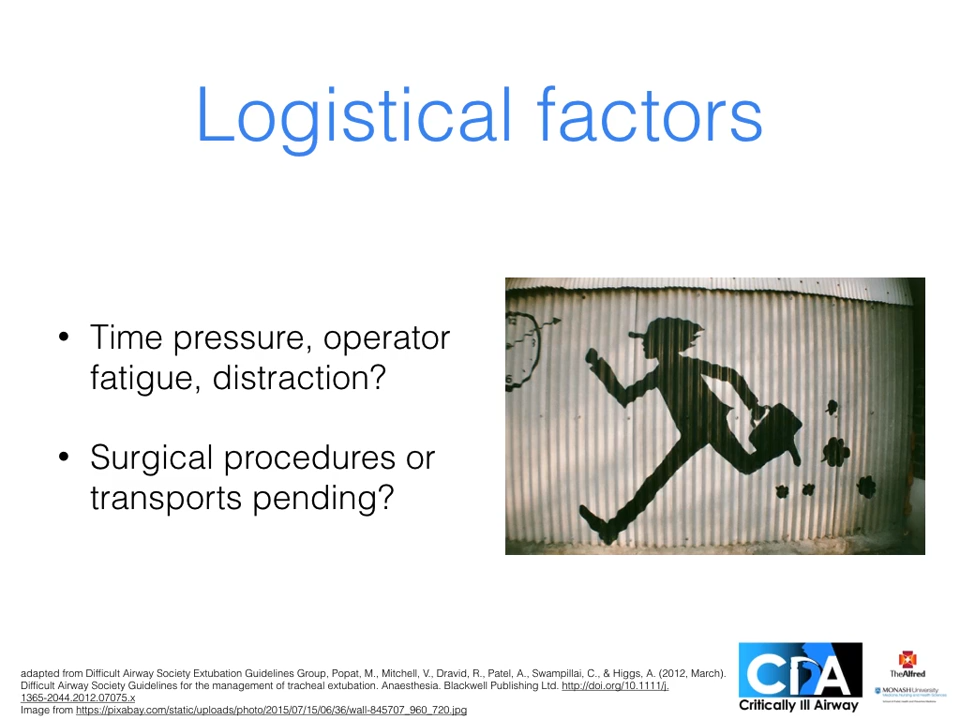 Logistical factors
• Time pressure, operator
fatigue, distraction?
• Surgical procedures or
transports pending?
adapted from Difficult Airway Society Extubation Guidelines Group, Popat, M., Mitchell, V., Dravid, R., Patel, A., Swampillai, C., & Higgs, A. (2012, March).
Difficult Airway Society Guidelines for the management of tracheal extubation. Anaesthesia. Blackwell Publishing Ltd. http://doi.org/10.1111/j.
1365-2044.2012.07075.x
Image from https://pixabay.com/static/uploads/photo/2015/07/15/06/36/wall-845707_960_720.jpg
CIA
Critically Ill Airway
TheAlfred
MONASH University